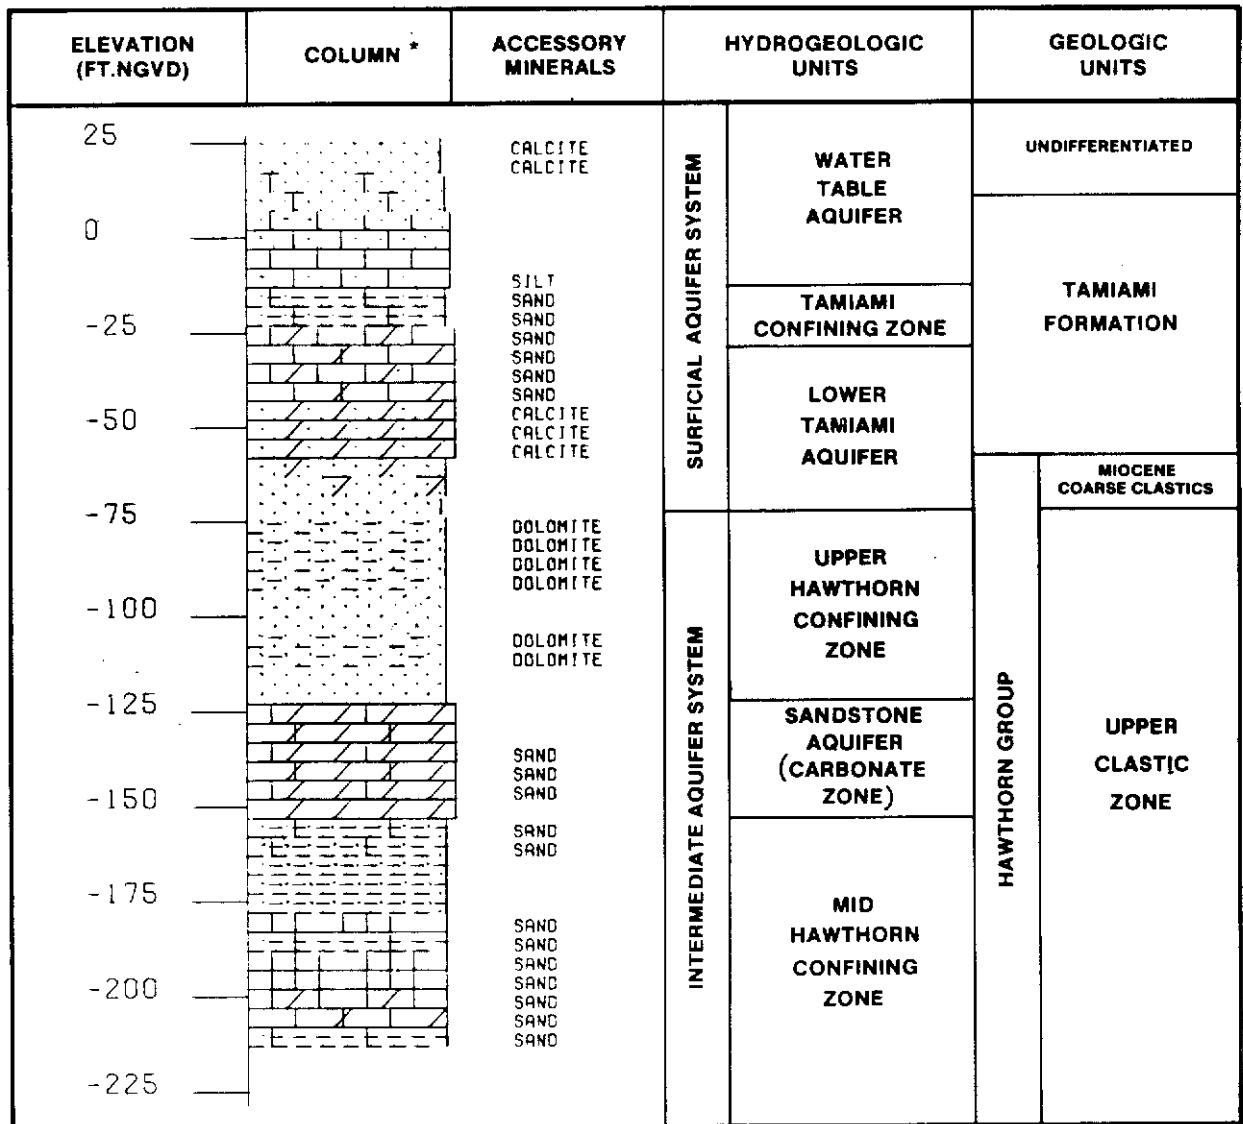 ELEVATION
(FT.NGVD)
COLUMN *
ACCESSORY
MINERALS
HYDROGEOLOGIC
UNITS
GEOLOGIC
UNITS
25
0
-25
-50
-75
-100
-125
-150
-175
-200
-225
CALCITE
CALCITE
SILT
SAND
SAND
SAND
SAND
SAND
SAND
CALCITE
CALCITE
CALCITE
DOLOMITE
DOLOMITE
DOLOMITE
DOLOMITE
DOLOMITE
DOLOMITE
SAND
SAND
SAND
SAND
SAND
SAND
SAND
SAND
SAND
SAND
SAND
SAND
SURFICIAL AQUIFER SYSTEM
INTERMEDIATE AQUIFER SYSTEM
WATER
TABLE
AQUIFER
TAMIAMI
CONFINING ZONE
LOWER
TAMIAMI
AQUIFER
UPPER
HAWTHORN
CONFINING
ZONE
SANDSTONE
AQUIFER
(CARBONATE
ZONE)
MID
HAWTHORN
CONFINING
ZONE
UNDIFFERENTIATED
TAMIAMI
FORMATION
HAWTHORN GROUP
MIOCENE
COARSE CLASTICS
UPPER
CLASTIC
ZONE